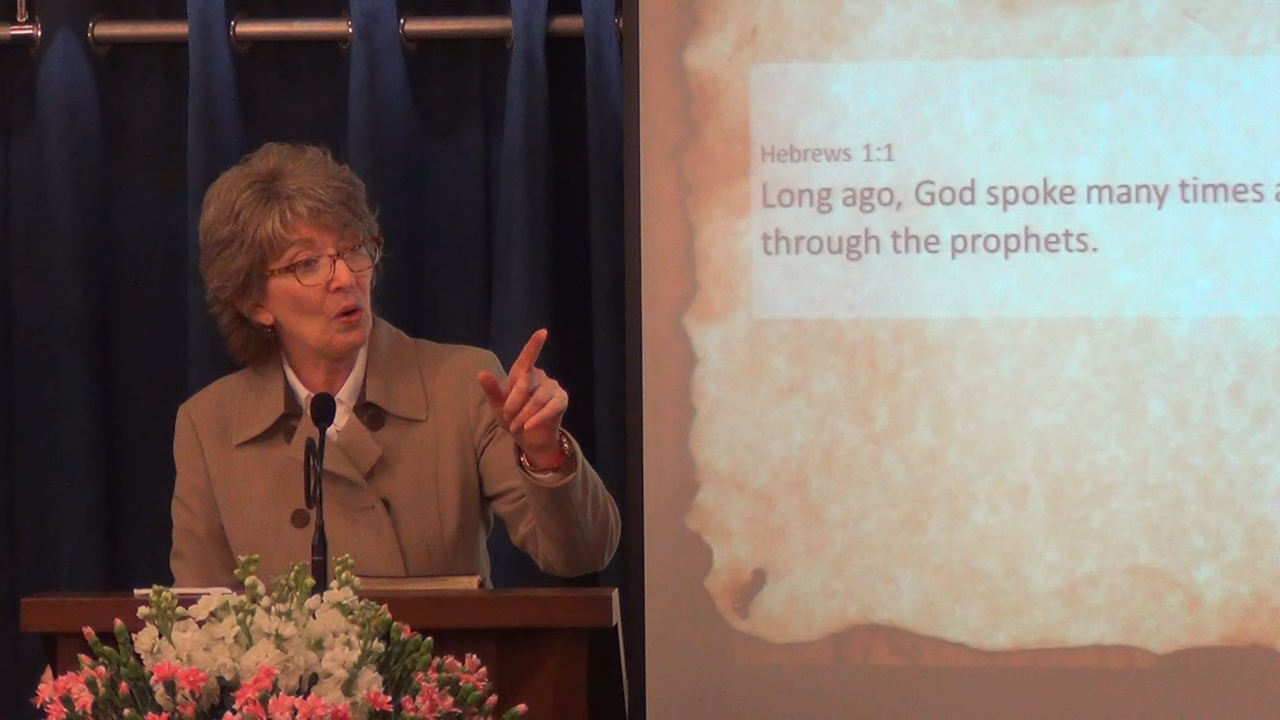 Hebrews 1:1
Long ago, God spoke many times
through the prophets.